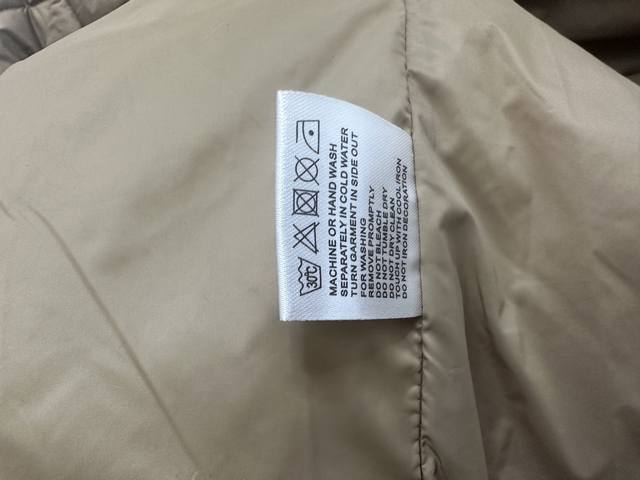 30℃
MACHINE OR HAND WASH
SEPARATELY IN COLD WATER
TURN GARMENT IN SIDE OUT
FOR WASHING
REMOVE PROMPTLY
DO NOT BLEACH
DO NOT TUMBLE DRY
DO NOT DRY CLEAN
TOUCH UP WITH COOL IRON
DO NOT IRON DECORATION